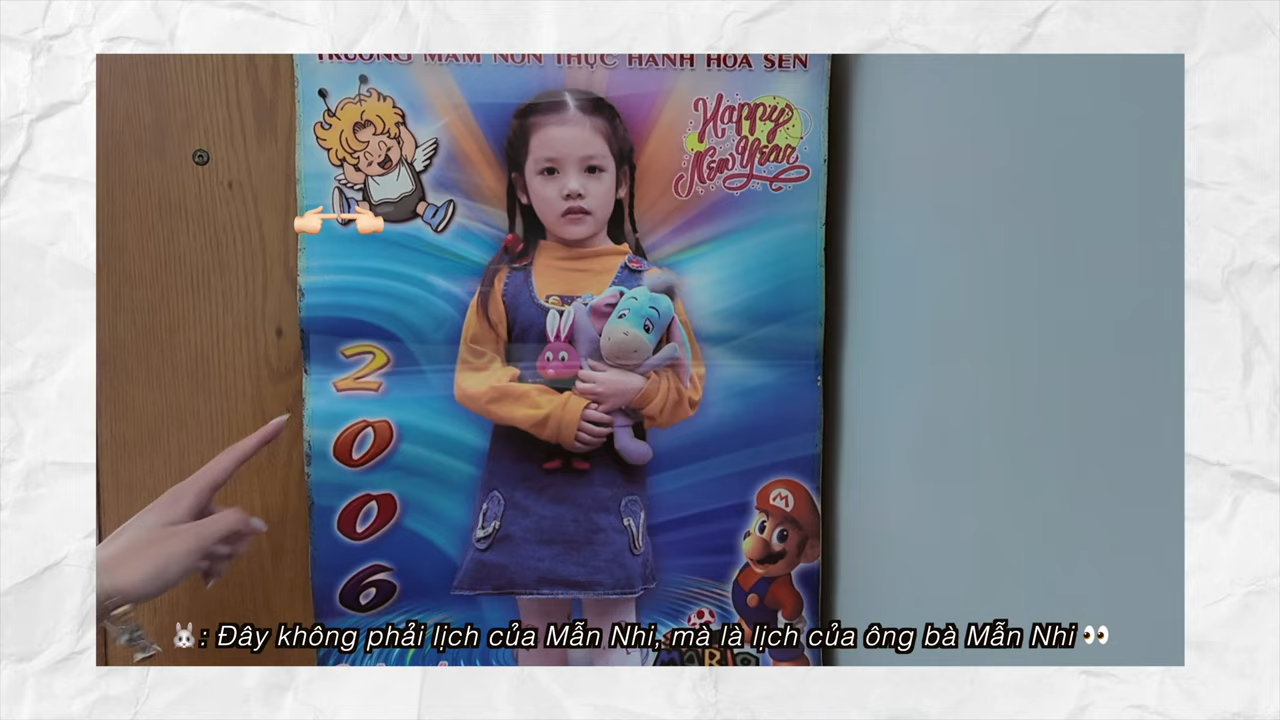 TRƯỜNG MẦM NON THỰC HÀNH HOA SEN
Happy
New Year
2
0
0
6
M
MARIO
🐰: Đây không phải lịch của Mẫn Nhi, mà là lịch của ông bà Mẫn Nhi 👀